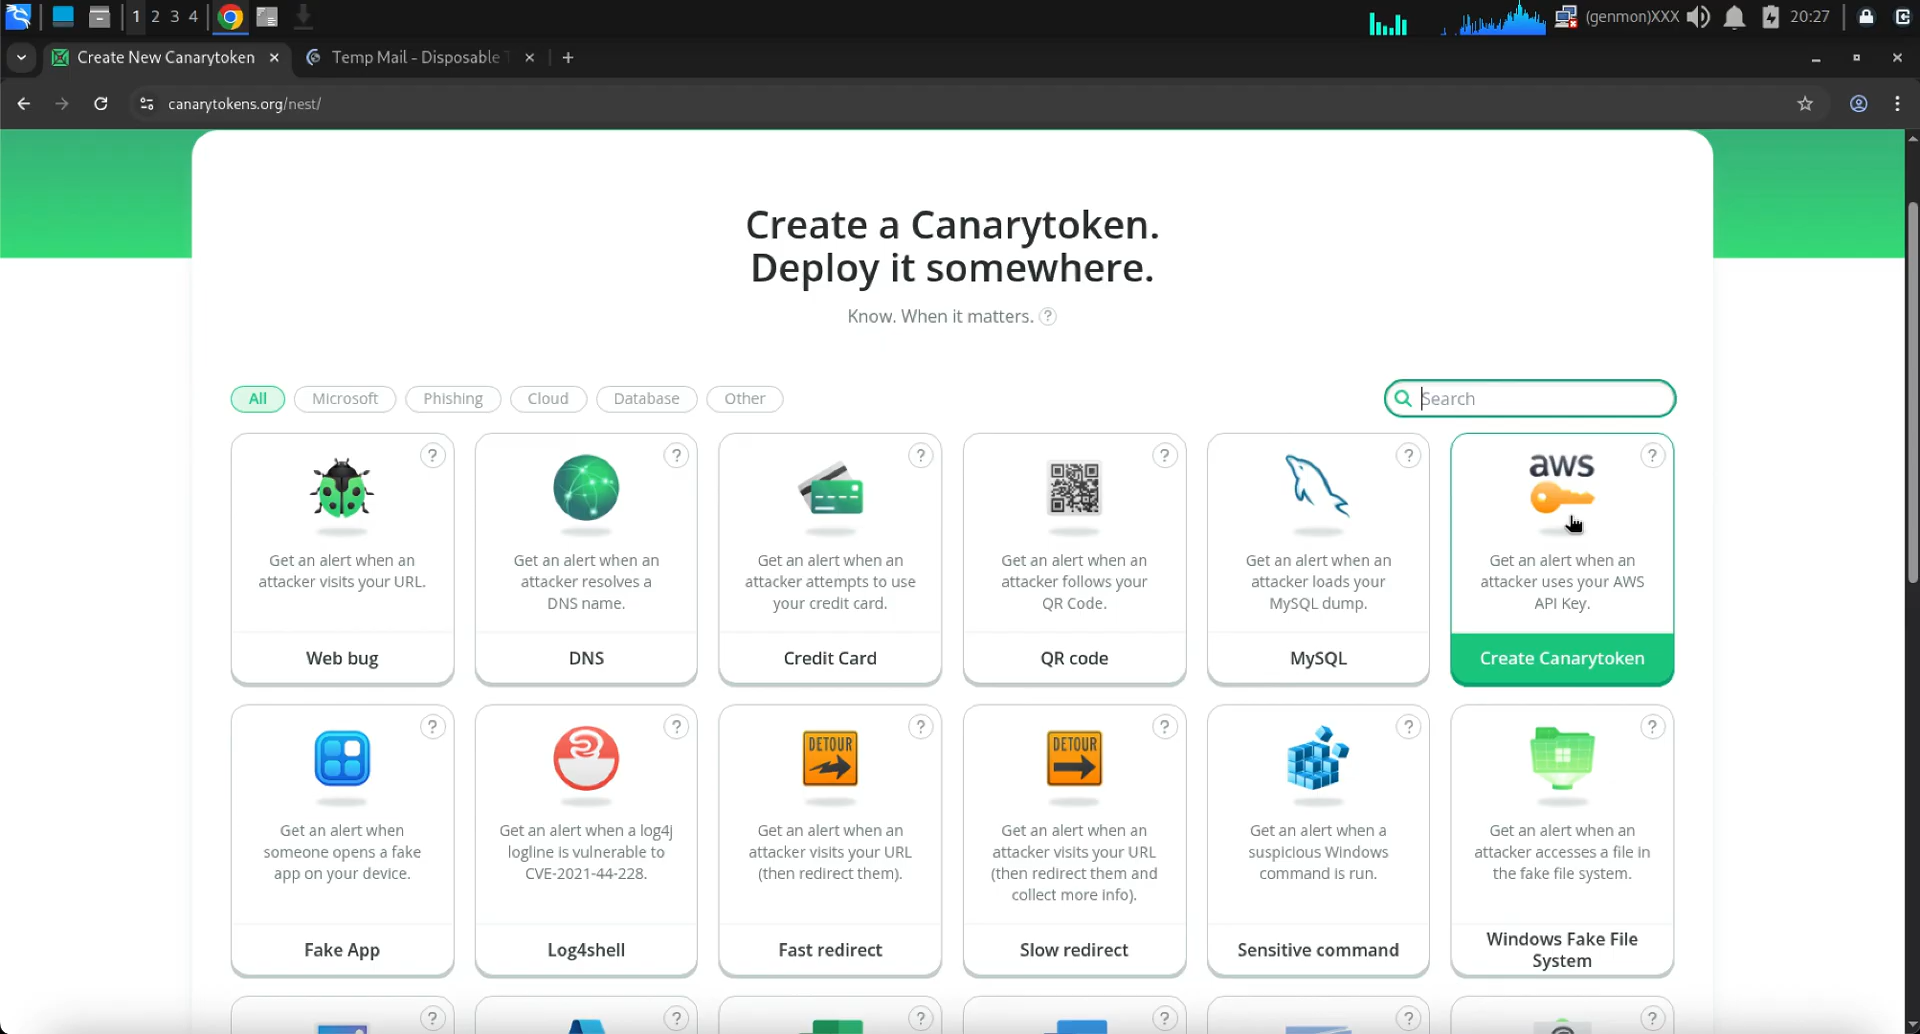 1 2 3 4
(genmon)XXX
20:27
Create New Canarytoken
Temp Mail - Disposable
canarytokens.org/nest/
Create a Canarytoken.
Deploy it somewhere.
Know. When it matters. ?
All
Microsoft
Phishing
Cloud
Database
Other
Search
?
Get an alert when an
attacker visits your URL.
Web bug
?
Get an alert when an
attacker resolves a
DNS name.
DNS
?
Get an alert when an
attacker attempts to use
your credit card.
Credit Card
?
Get an alert when an
attacker follows your
QR Code.
QR code
?
Get an alert when an
attacker loads your
MySQL dump.
MySQL
?
aws
Get an alert when an
attacker uses your AWS
API Key.
Create Canarytoken
?
Get an alert when
someone opens a fake
app on your device.
Fake App
?
Get an alert when a log4j
logline is vulnerable to
CVE-2021-44-228.
Log4shell
?
DETOUR
Get an alert when an
attacker visits your URL
(then redirect them).
Fast redirect
?
DETOUR
Get an alert when an
attacker visits your URL
(then redirect them and
collect more info).
Slow redirect
?
Get an alert when a
suspicious Windows
command is run.
Sensitive command
?
Get an alert when an
attacker accesses a file in
the fake file system.
Windows Fake File
System
?
?
?
?
?
?